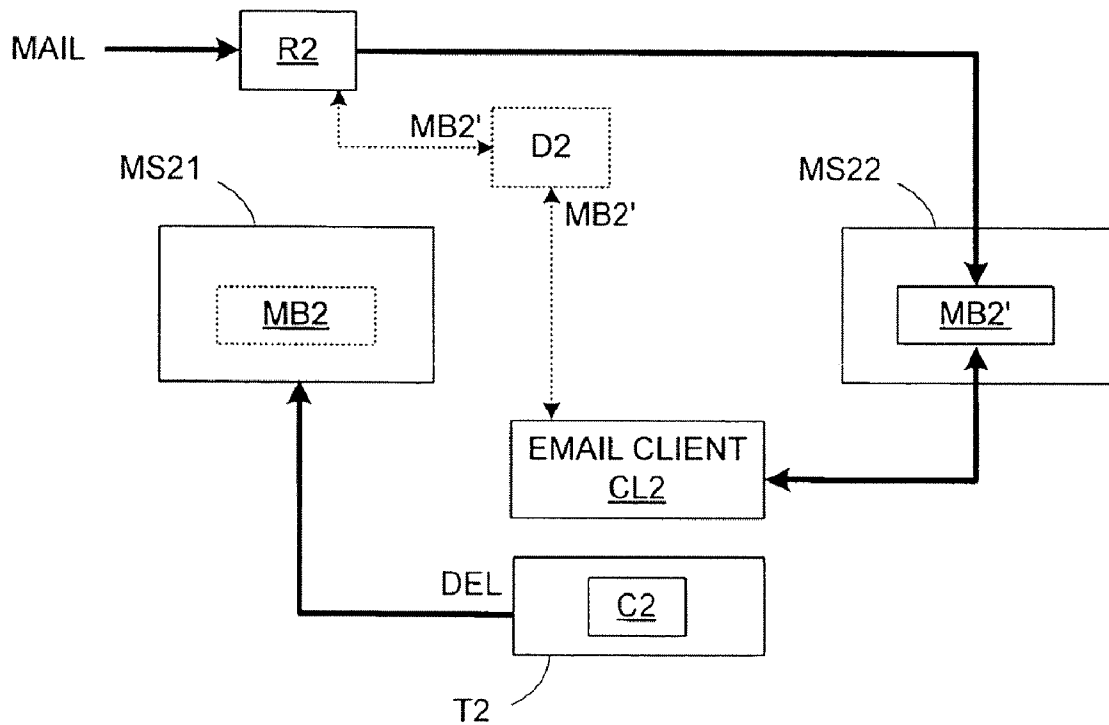 MAIL
R2
MB2'
D2
MS21
MB2'
MS22
MB2
MB2'
EMAIL CLIENT
CL2
DEL
C2
T2